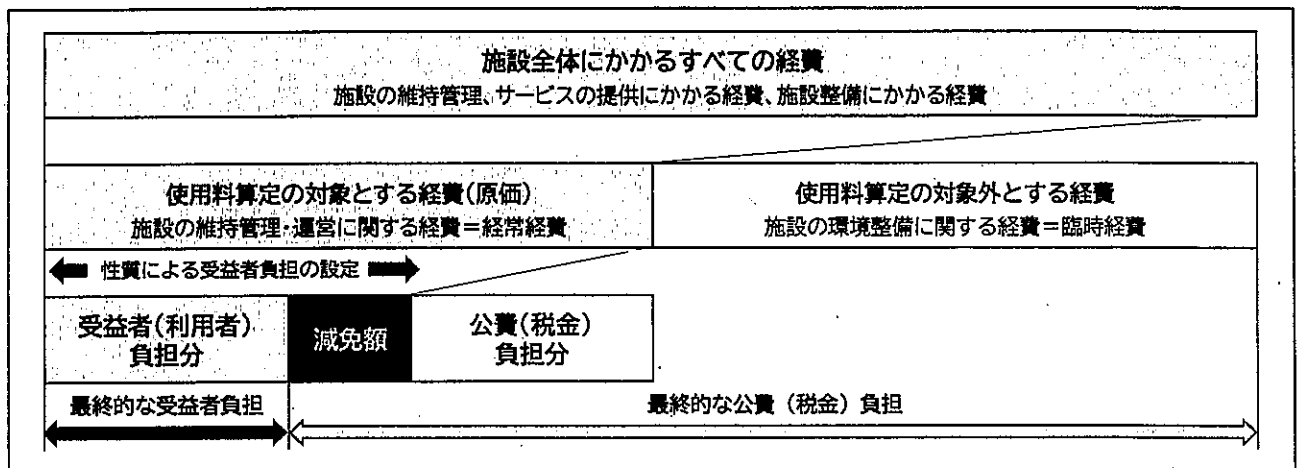 施設全体にかかるすべての経費
施設の維持管理、サービスの提供にかかる経費、施設整備にかかる経費
使用料算定の対象とする経費(原価)
施設の維持管理・運営に関する経費=経常経費
使用料算定の対象外とする経費
施設の環境整備に関する経費=臨時経費
性質による受益者負担の設定
受益者(利用者)
負担分
減免額
公費(税金)
負担分
最終的な受益者負担
最終的な公費(税金)負担